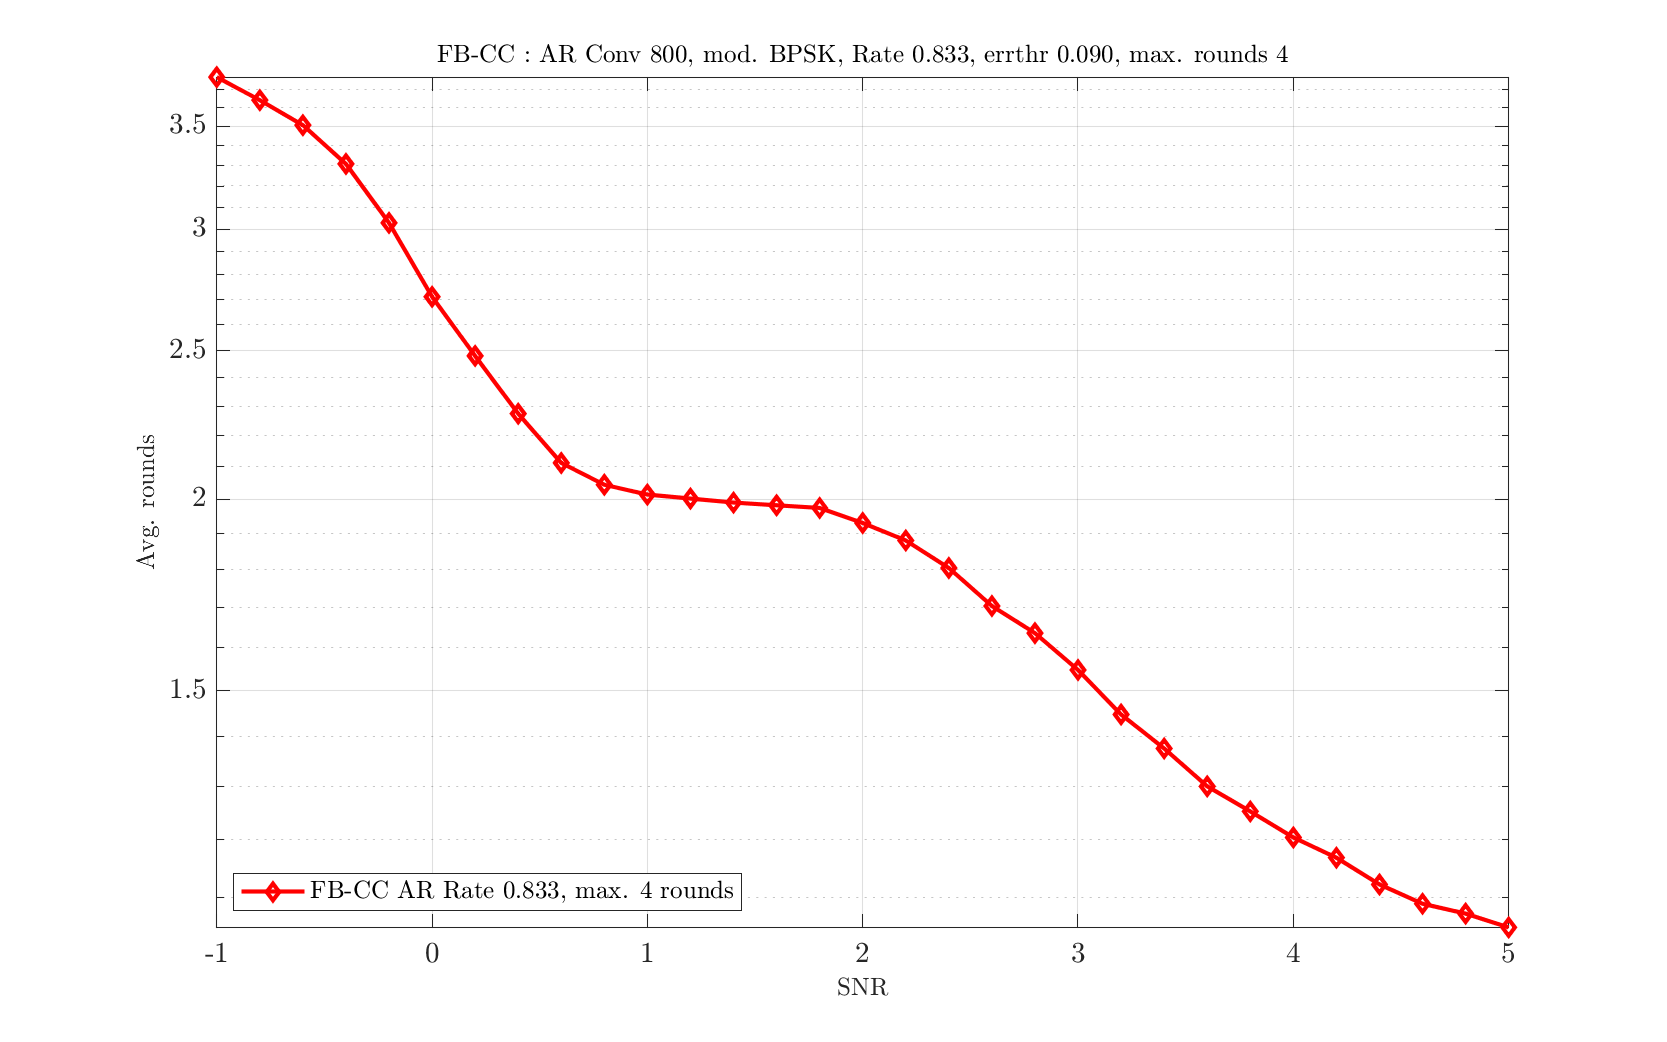 FB-CC : AR Conv 800, mod. BPSK, Rate 0.833, errthr 0.090, max. rounds 4
3.5
3
2.5
2
1.5
Avg. rounds
FB-CC AR Rate 0.833, max. 4 rounds
-1 0 1 2 3 4 5
SNR